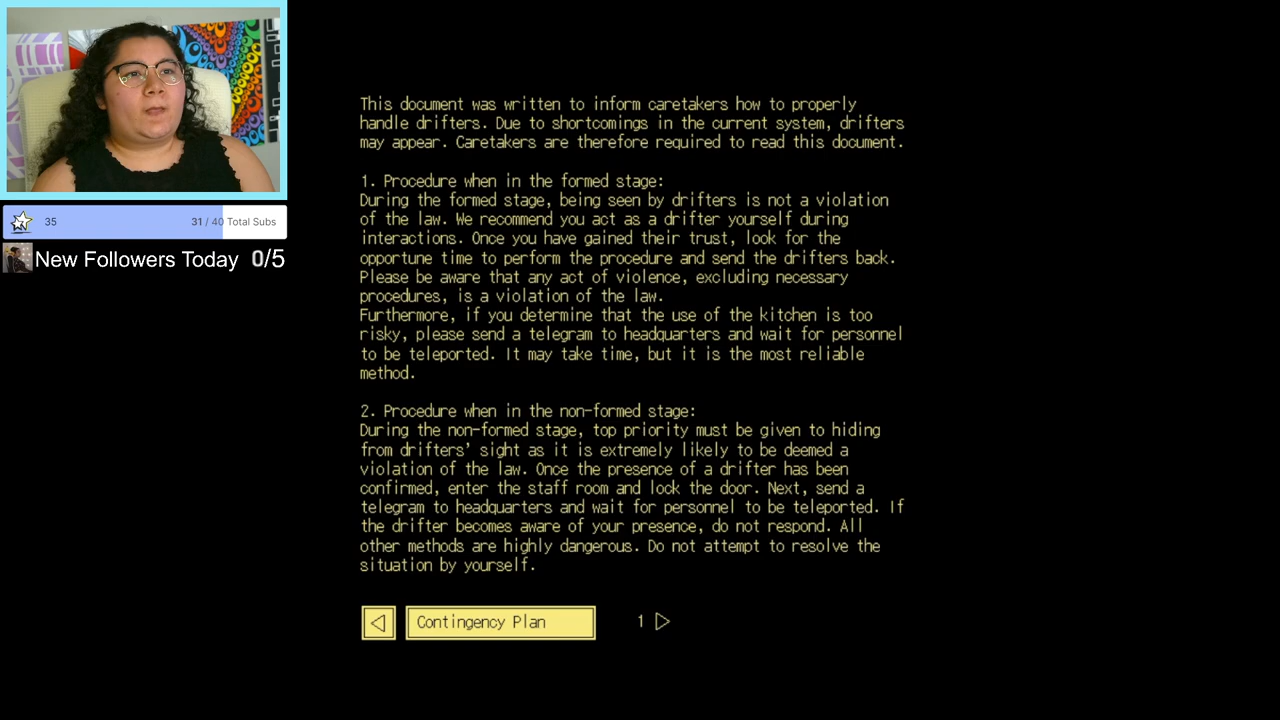 This document was written to inform caretakers how to properly
handle drifters. Due to shortcomings in the current system, drifters
may appear. Caretakers are therefore required to read this document.
1. Procedure when in the formed stage:
During the formed stage, being seen by drifters is not a violation
of the law. We recommend you act as a drifter yourself during
interactions. Once you have gained their trust, look for the
opportune time to perform the procedure and send the drifters back.
Please be aware that any act of violence, excluding necessary
procedures, is a violation of the law.
Furthermore, if you determine that the use of the kitchen is too
risky, please send a telegram to headquarters and wait for personnel
to be teleported. It may take time, but it is the most reliable
method.
2. Procedure when in the non-formed stage:
During the non-formed stage, top priority must be given to hiding
from drifters' sight as it is extremely likely to be deemed a
violation of the law. Once the presence of a drifter has been
confirmed, enter the staff room and lock the door. Next, send a
telegram to headquarters and wait for personnel to be teleported. If
the drifter becomes aware of your presence, do not respond. All
other methods are highly dangerous. Do not attempt to resolve the
situation by yourself.
Contingency Plan
1
35
31 / 40 Total Subs
New Followers Today 0/5